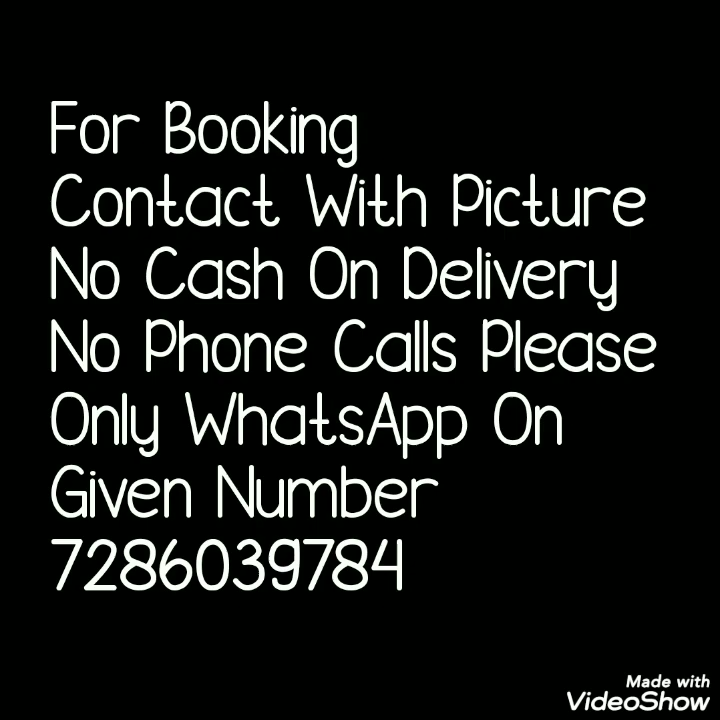 For Booking
Contact With Picture
No Cash On Delivery
No Phone Calls Please
Only WhatsApp On
Given Number
7286039784
Made with
VideoShow